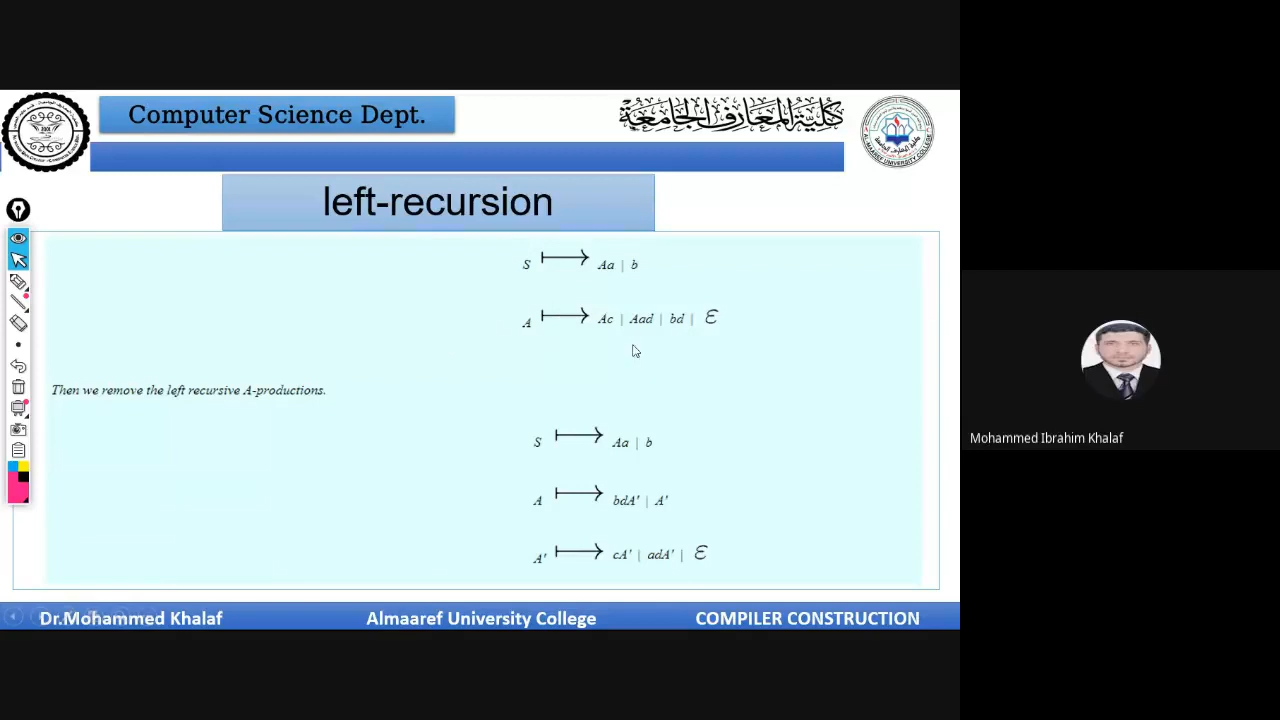 Computer Science Dept.
كلية المعارف الجامعة
left-recursion
S ⟼ Aa | b
A ⟼ Ac | Aad | bd | ε
Then we remove the left recursive A-productions.
S ⟼ Aa | b
A ⟼ bdA' | A'
A' ⟼ cA' | adA' | ε
Dr.Mohammed Khalaf Almaaref University College COMPILER CONSTRUCTION
Mohammed Ibrahim Khalaf